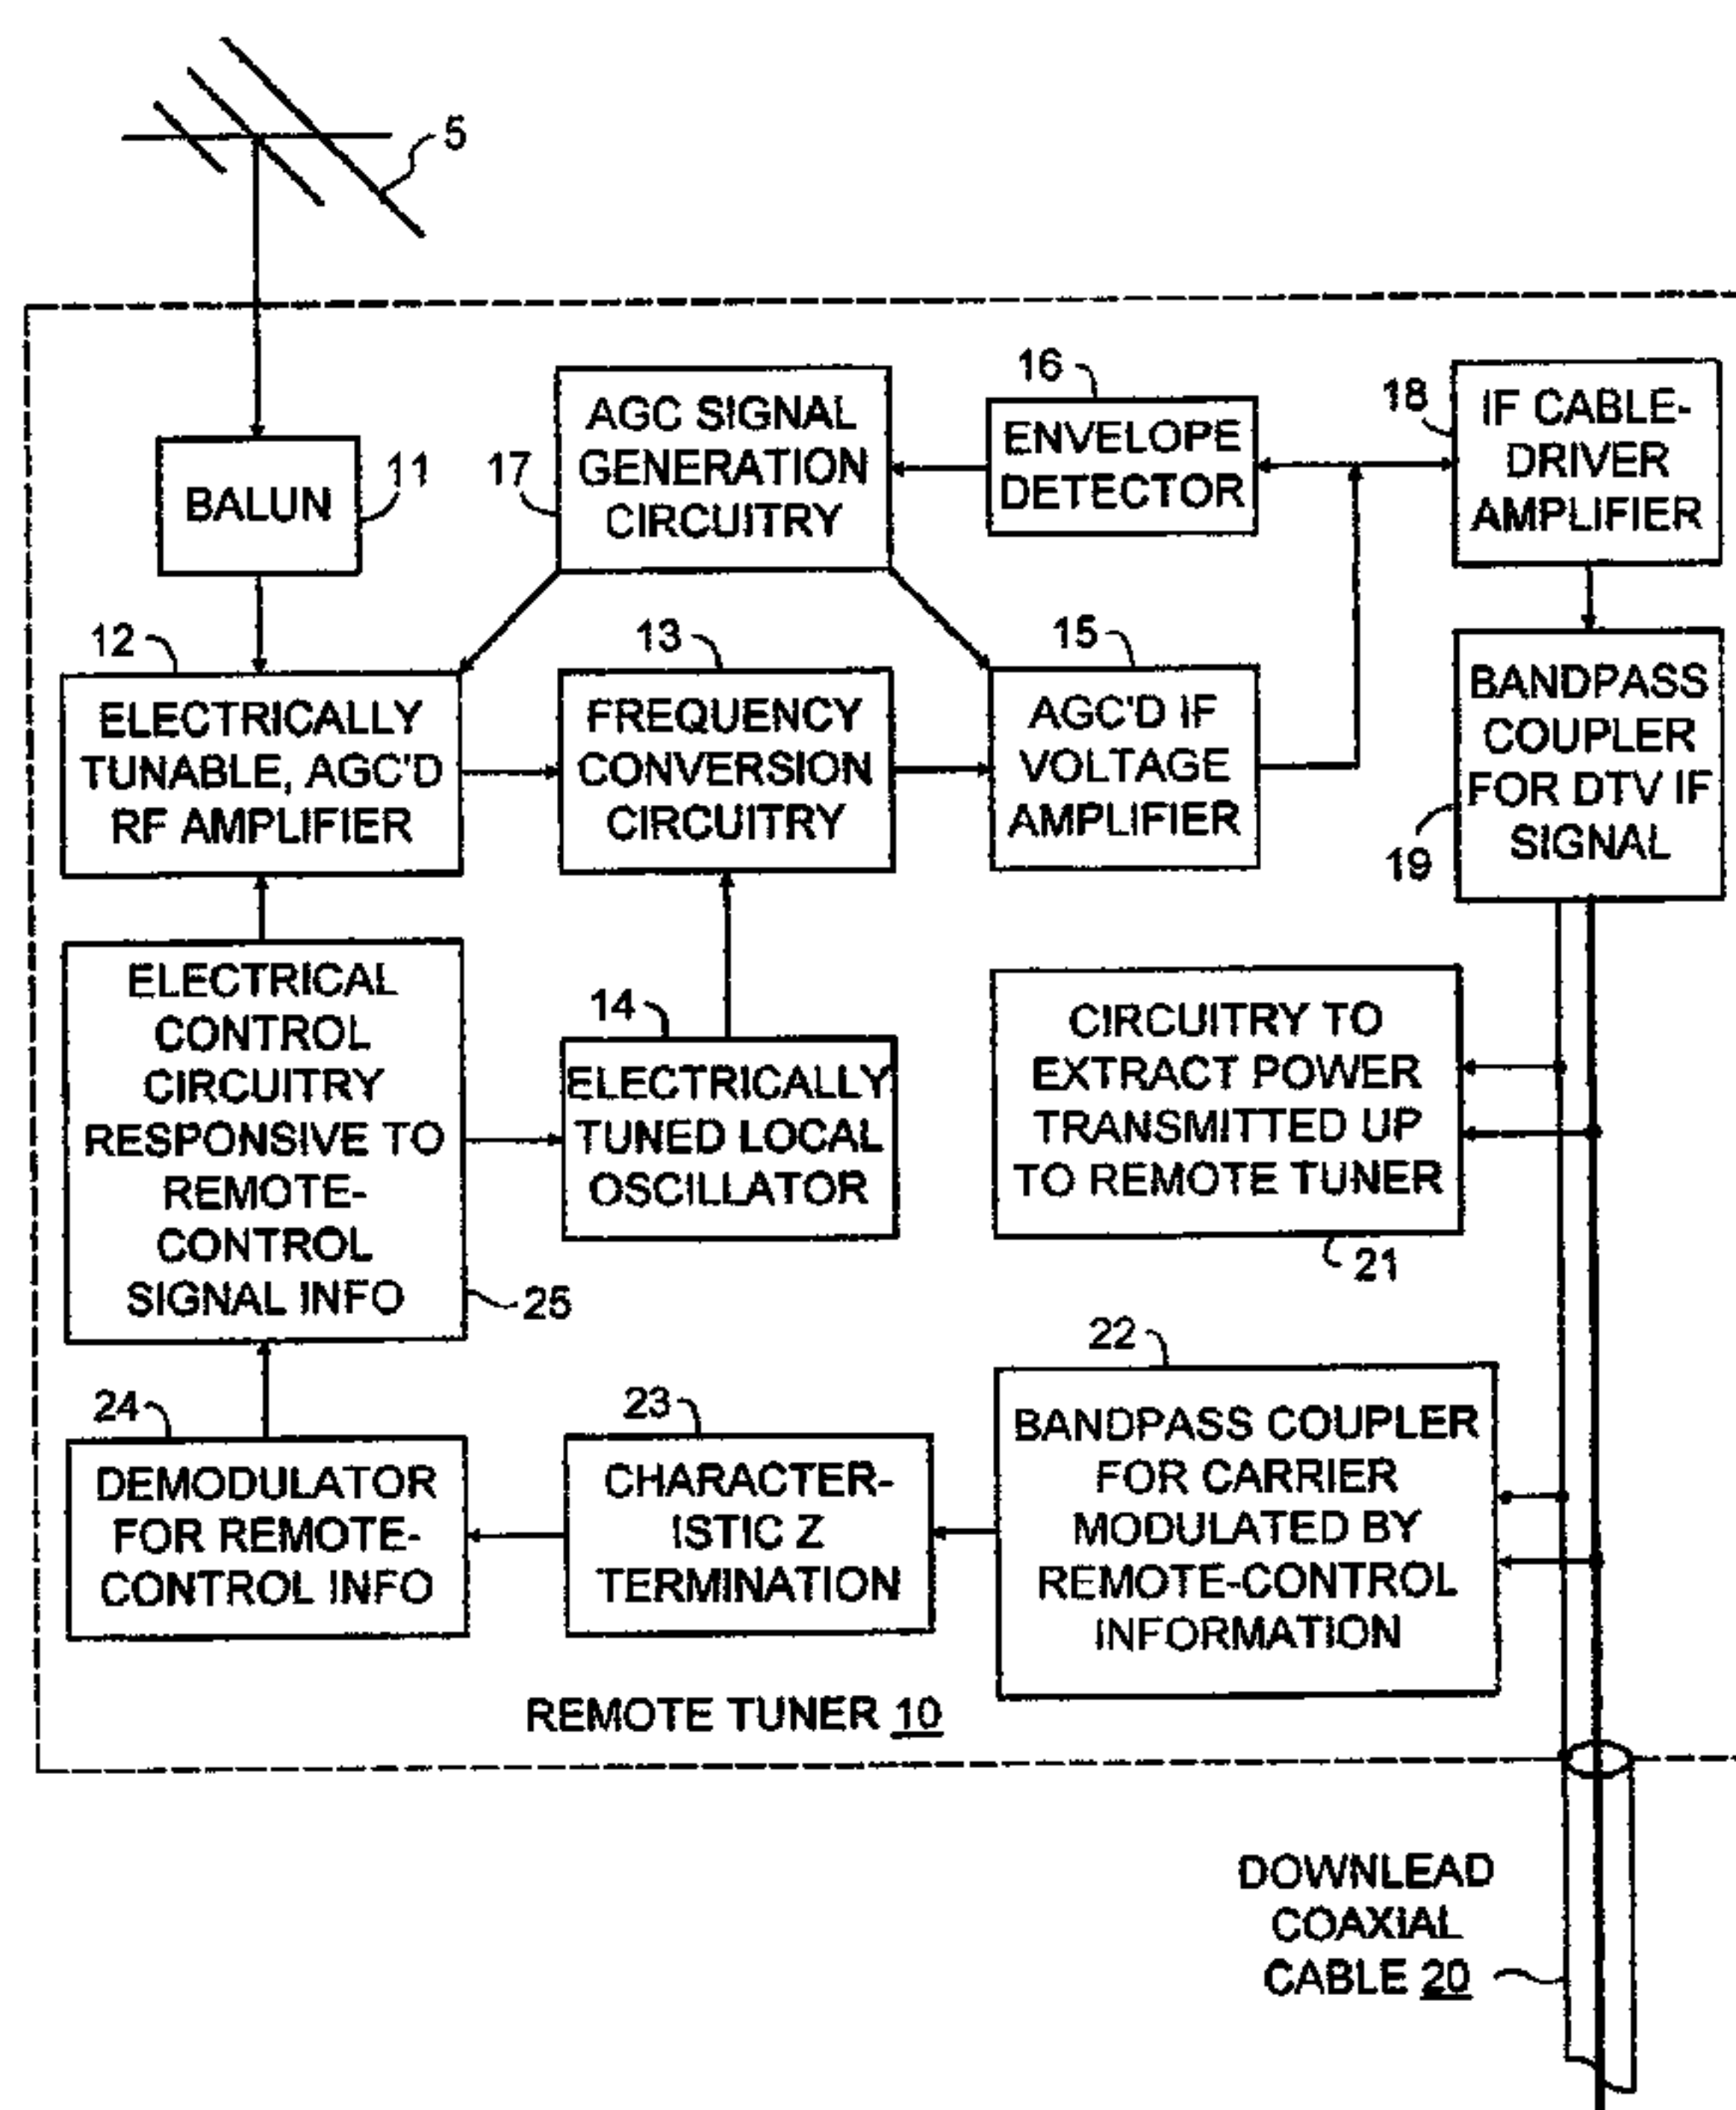 5
BALUN
11
AGC SIGNAL
GENERATION
CIRCUITRY
17
16
ENVELOPE
DETECTOR
18
IF CABLE-
DRIVER
AMPLIFIER
12
ELECTRICALLY
TUNABLE, AGC'D
RF AMPLIFIER
13
FREQUENCY
CONVERSION
CIRCUITRY
15
AGC'D IF
VOLTAGE
AMPLIFIER
BANDPASS
COUPLER
FOR DTV IF
SIGNAL
19
ELECTRICAL
CONTROL
CIRCUITRY
RESPONSIVE TO
REMOTE-
CONTROL
SIGNAL INFO
25
14
ELECTRICALLY
TUNED LOCAL
OSCILLATOR
CIRCUITRY TO
EXTRACT POWER
TRANSMITTED UP
TO REMOTE TUNER
21
24
DEMODULATOR
FOR REMOTE-
CONTROL INFO
23
CHARACTER-
ISTIC Z
TERMINATION
22
BANDPASS COUPLER
FOR CARRIER
MODULATED BY
REMOTE-CONTROL
INFORMATION
REMOTE TUNER 10
DOWNLEAD
COAXIAL
CABLE 20